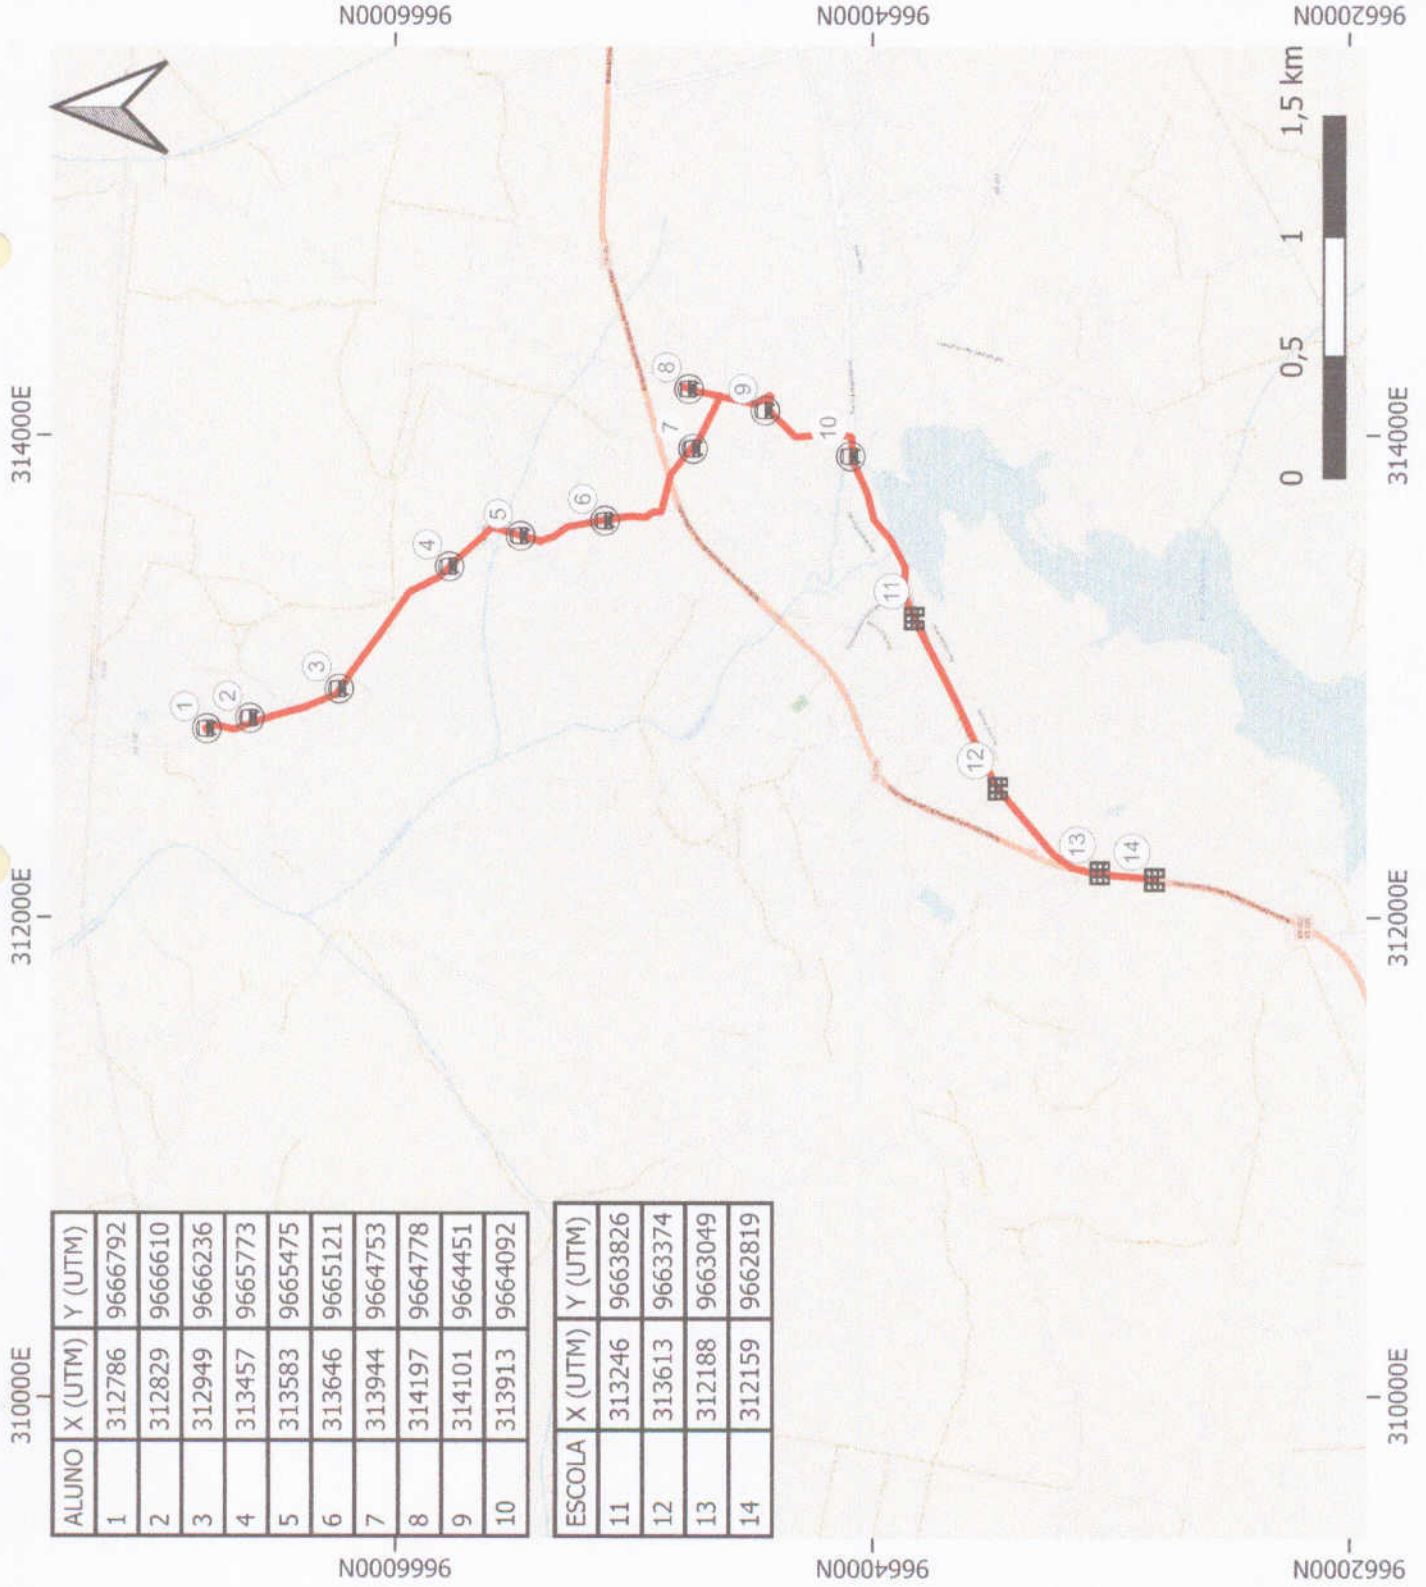 9666000N
9664000N
9662000N
312000E
314000E
310000E
ALUNO X (UTM) Y (UTM)
1 312786 9666792
2 312829 9666610
3 312949 9666236
4 313457 9665773
5 313583 9665475
6 313646 9665121
7 313944 9664753
8 314197 9664778
9 314101 9664451
10 313913 9664092
ESCOLA X (UTM) Y (UTM)
11 313246 9663826
12 313613 9663374
13 312188 9663049
14 312159 9662819
1
2
3
4
5
6
7
8
9
10
11
12
13
14
0 0,5 1 1,5 km
310000E
312000E
314000E
9666000N
9664000N
9662000N